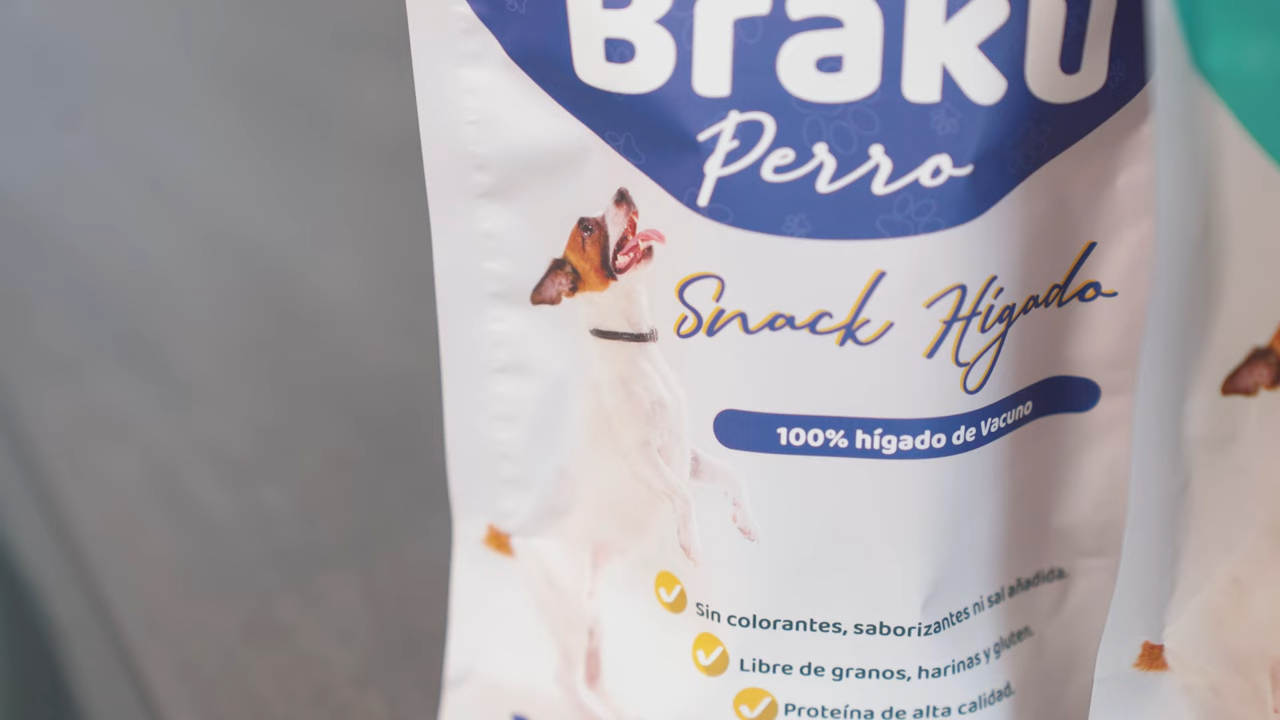 Braku
Perro
Snack Hígado
100% hígado de Vacuno
Sin colorantes, saborizantes ni sal añadida.
Libre de granos, harinas y gluten.
Proteína de alta calidad.